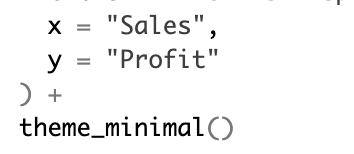 x = "Sales",
y = "Profit"
) +
theme_minimal()